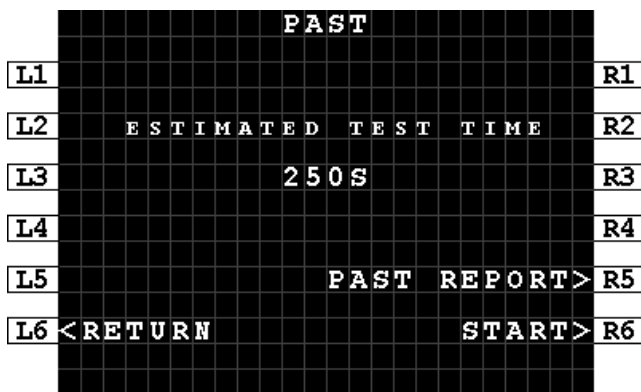 PAST
L1 R1
L2 ESTIMATED TEST TIME R2
L3 250S R3
L4 R4
L5 PAST REPORT> R5
L6 <RETURN START> R6